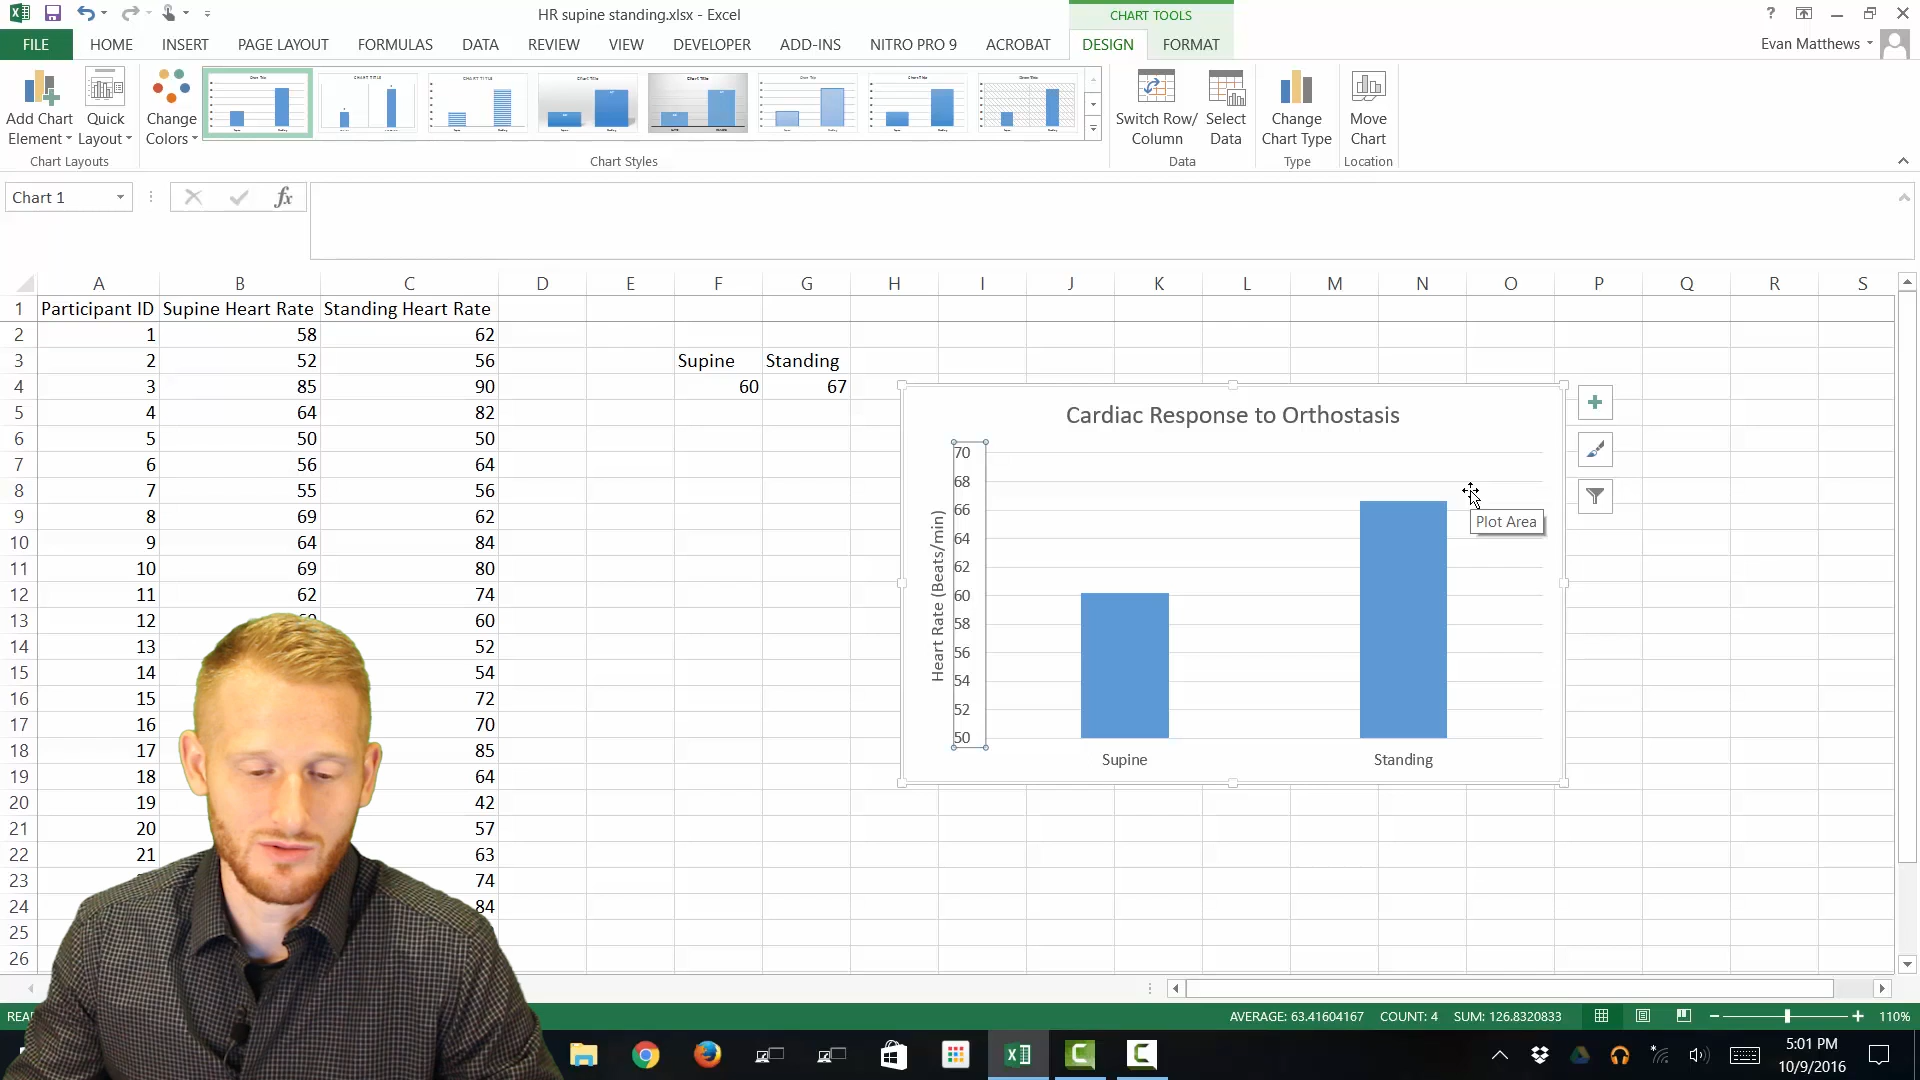 HR supine standing.xlsx - Excel
CHART TOOLS
?
FILE HOME INSERT PAGE LAYOUT FORMULAS DATA REVIEW VIEW DEVELOPER ADD-INS NITRO PRO 9 ACROBAT DESIGN FORMAT
Evan Matthews
Add Chart Element
Quick Layout
Change Colors
Switch Row/ Column
Select Data
Change Chart Type
Move Chart
Chart Layouts
Chart Styles
Data
Type
Location
Chart 1
fx
A B C D E F G H I J K L M N O P Q R S
1 Participant ID Supine Heart Rate Standing Heart Rate
2 1 58 62
3 2 52 56 Supine Standing
4 3 85 90 60 67
5 4 64 82
6 5 50 50
7 6 56 64
8 7 55 56
9 8 69 62
10 9 64 84
11 10 69 80
12 11 62 74
13 12 60
14 13 52
15 14 54
16 15 72
17 16 70
18 17 85
19 18 64
20 19 42
21 20 57
22 21 63
23 74
24 84
25
26
Cardiac Response to Orthostasis
Heart Rate (Beats/min)
70
68
66
64
62
60
58
56
54
52
50
Supine Standing
Plot Area
AVERAGE: 63.41604167 COUNT: 4 SUM: 126.8320833
110%
5:01 PM
10/9/2016